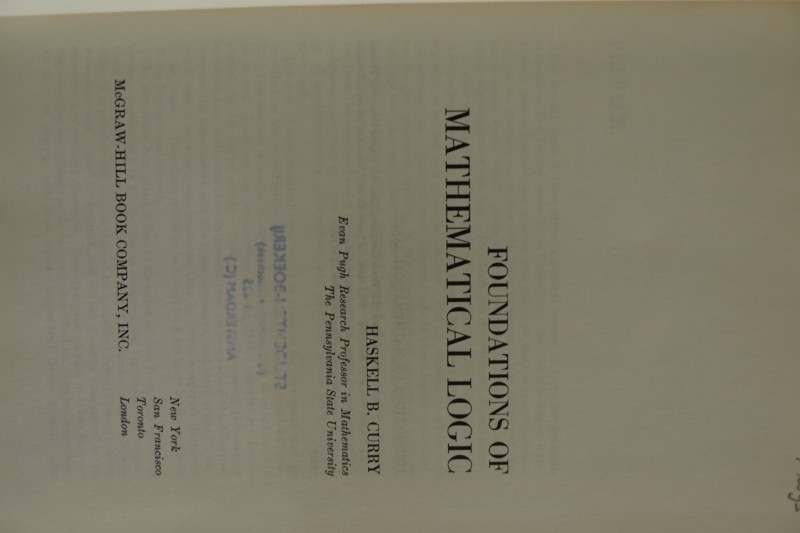 FOUNDATIONS OF
MATHEMATICAL LOGIC
HASKELL B. CURRY
Evan Pugh Research Professor in Mathematics
The Pennsylvania State University
McGRAW-HILL BOOK COMPANY, INC.
New York
San Francisco
Toronto
London